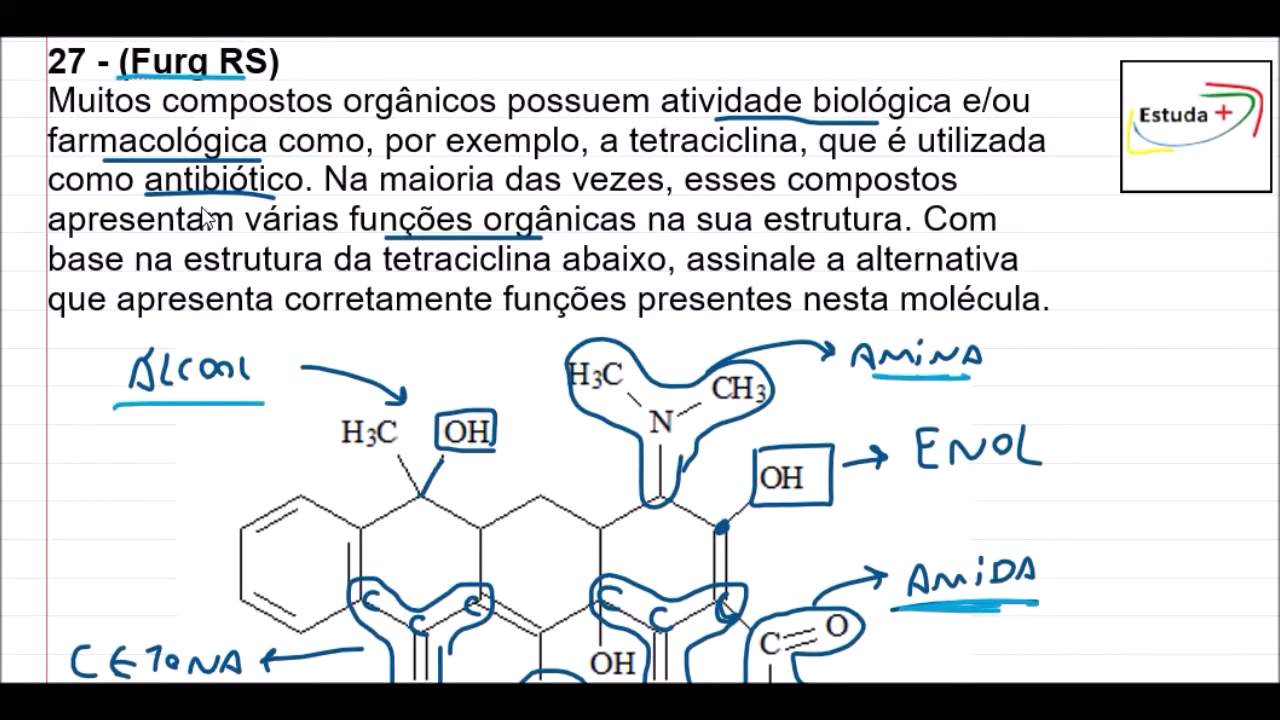 27 - (Furg RS)
Muitos compostos orgânicos possuem atividade biológica e/ou
farmacológica como, por exemplo, a tetraciclina, que é utilizada
como antibiótico. Na maioria das vezes, esses compostos
apresentam várias funções orgânicas na sua estrutura. Com
base na estrutura da tetraciclina abaixo, assinale a alternativa
que apresenta corretamente funções presentes nesta molécula.
Estuda +
ÁLCOOL
H3C
CH3
AMINA
H3C
OH
N
OH
ENOL
C
C
C
C
C
C
AMIDA
CETONA
OH
C
O